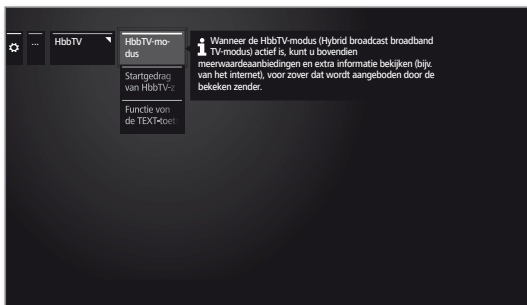 ...
HbbTV
HbbTV-mo-
dus
Startgedrag
van HbbTV-z
Functie von
de TEXT-toets
Wanneer de HbbTV-modus (Hybrid broadcast broadband
TV-modus) actief is, kunt u bovendien
meerwaardeaanbiedingen en extra informatie bekijken (bijv.
van het internet), voor zover dat wordt aangeboden door de
bekeken zender.